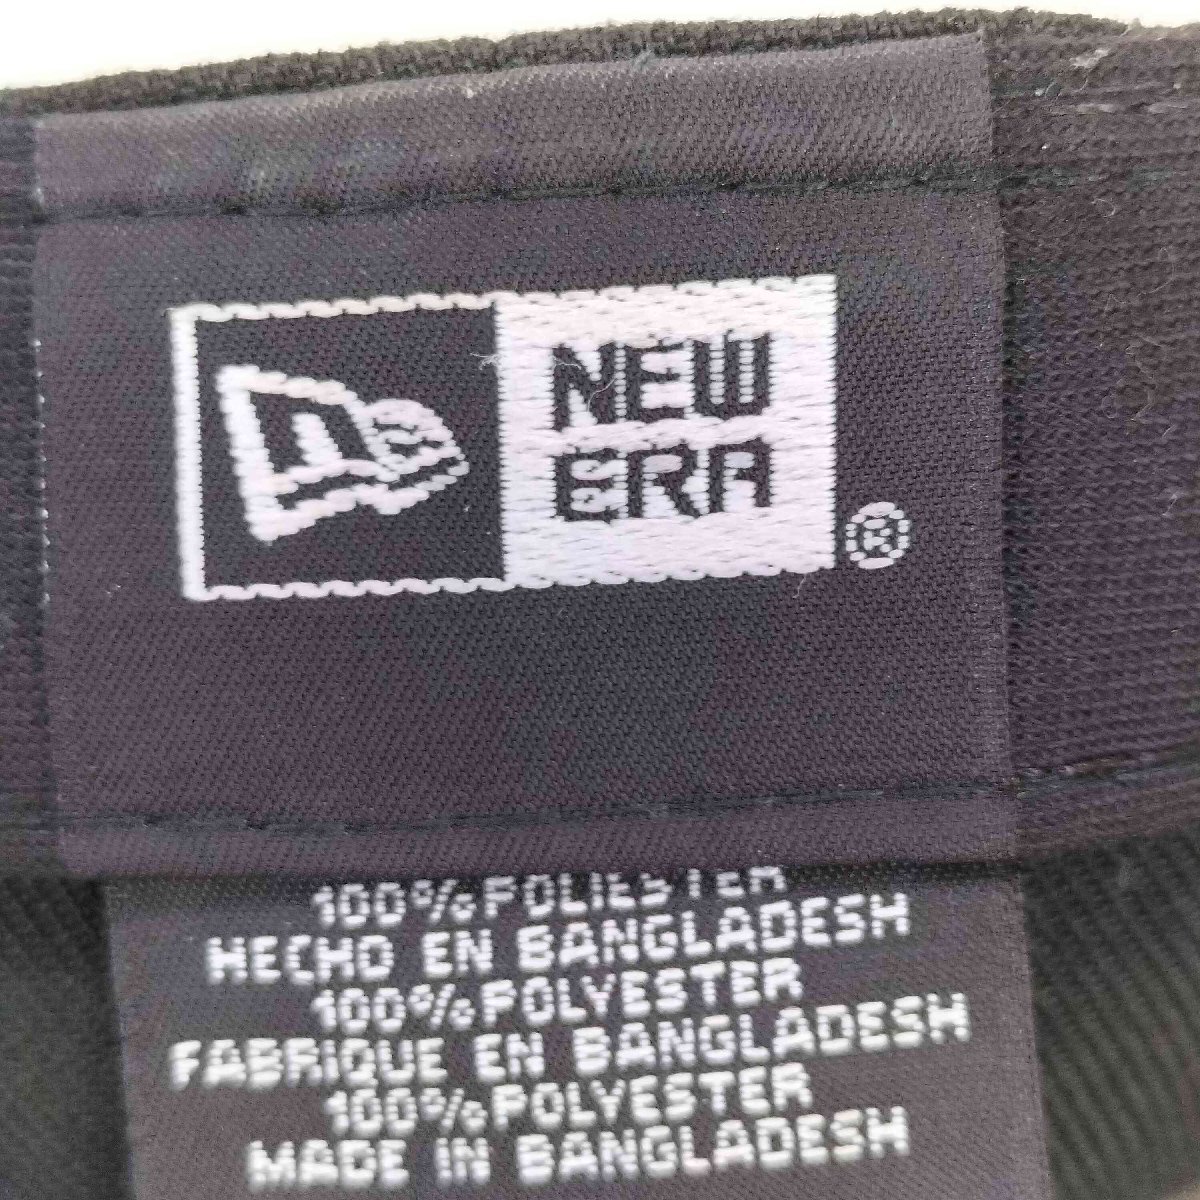 NEW
ERA
®
100% POLIESTER
HECHO EN BANGLADESH
100% POLYESTER
FABRIQUE EN BANGLADESH
100% POLYESTER
MADE IN BANGLADESH